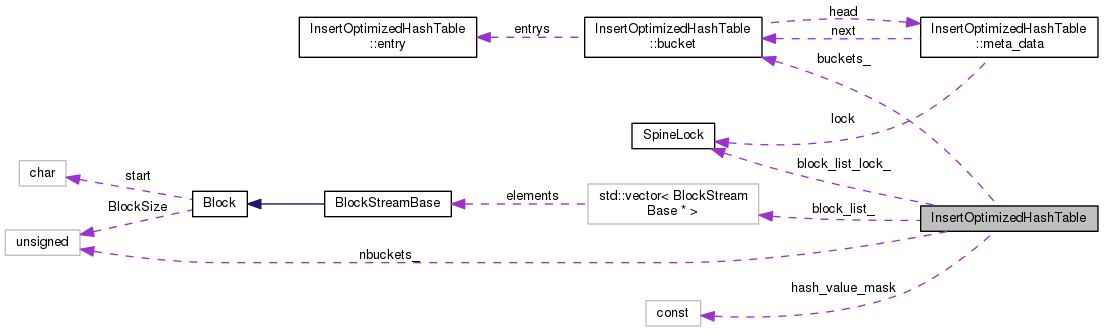 InsertOptimizedHashTable
::entry
entrys
InsertOptimizedHashTable
::bucket
head
next
InsertOptimizedHashTable
::meta_data
buckets_
lock
SpineLock
block_list_lock_
char
start
BlockSize
Block
BlockStreamBase
elements
std::vector< BlockStream
Base * >
block_list_
InsertOptimizedHashTable
unsigned
nbuckets_
hash_value_mask
const